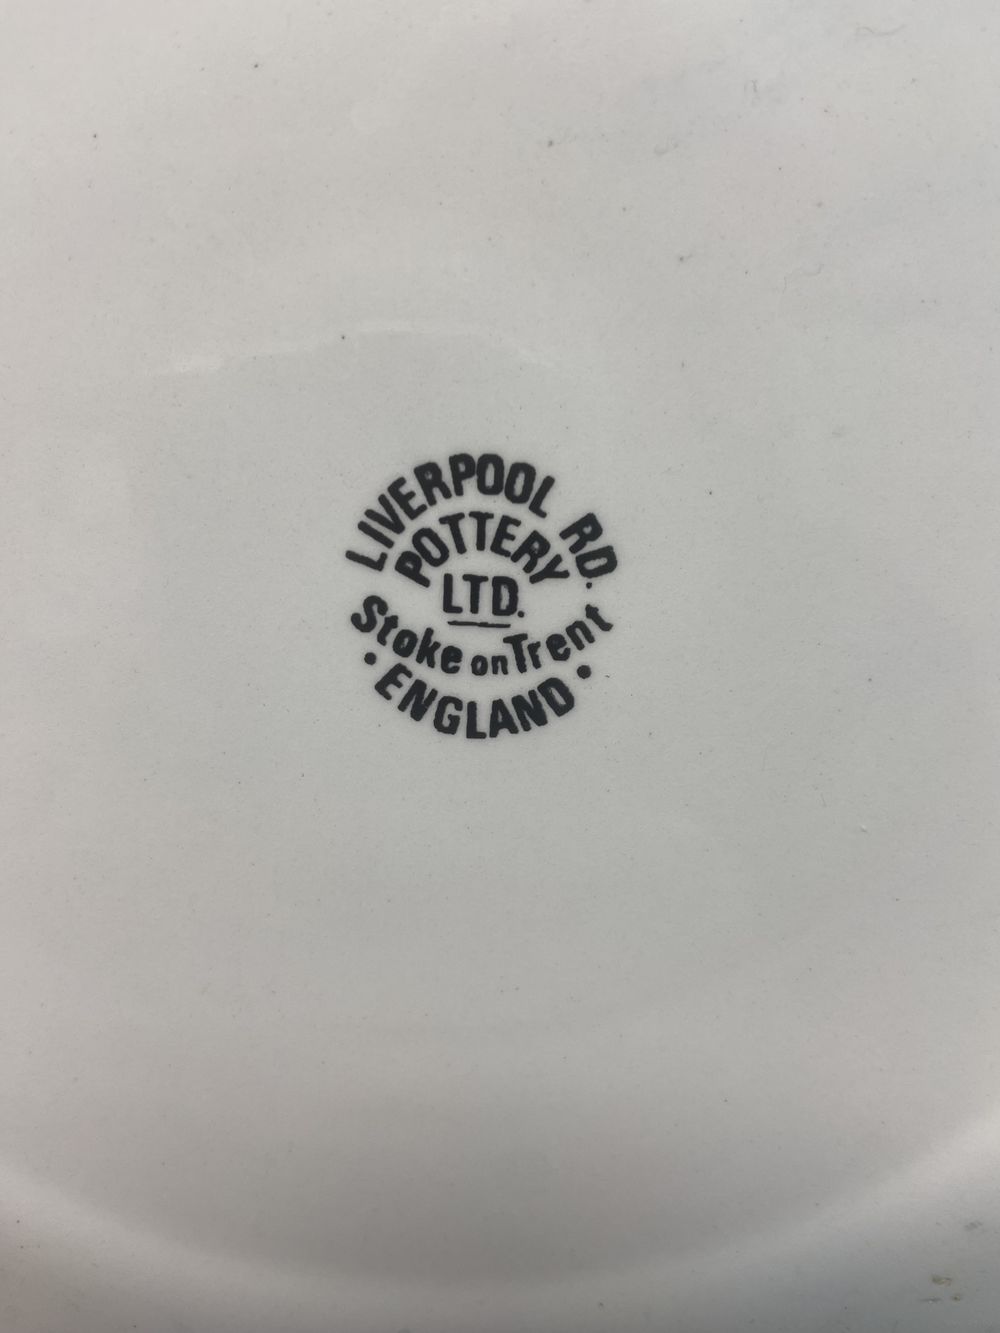 LIVERPOOL RD.
POTTERY
LTD.
Stoke on Trent
• ENGLAND •